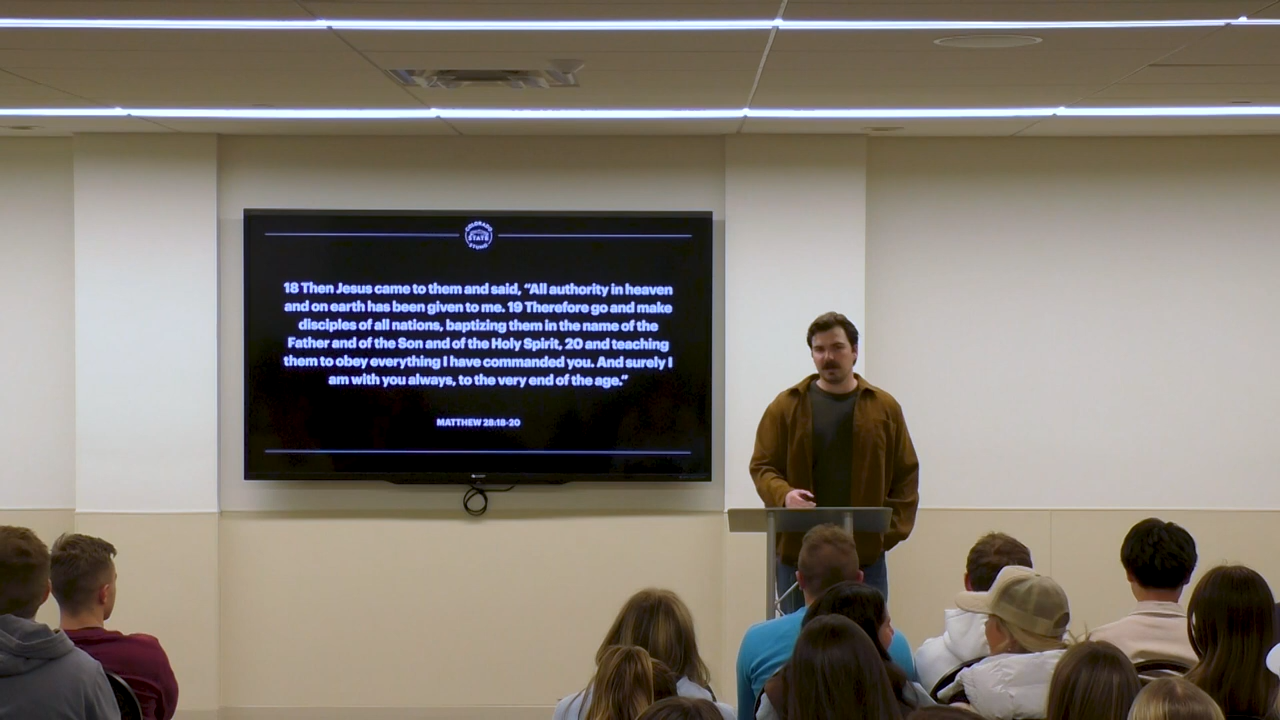 COLORADO
STATE
STUMO
18 Then Jesus came to them and said, “All authority in heaven
and on earth has been given to me. 19 Therefore go and make
disciples of all nations, baptizing them in the name of the
Father and of the Son and of the Holy Spirit, 20 and teaching
them to obey everything I have commanded you. And surely I
am with you always, to the very end of the age.”
MATTHEW 28:18-20